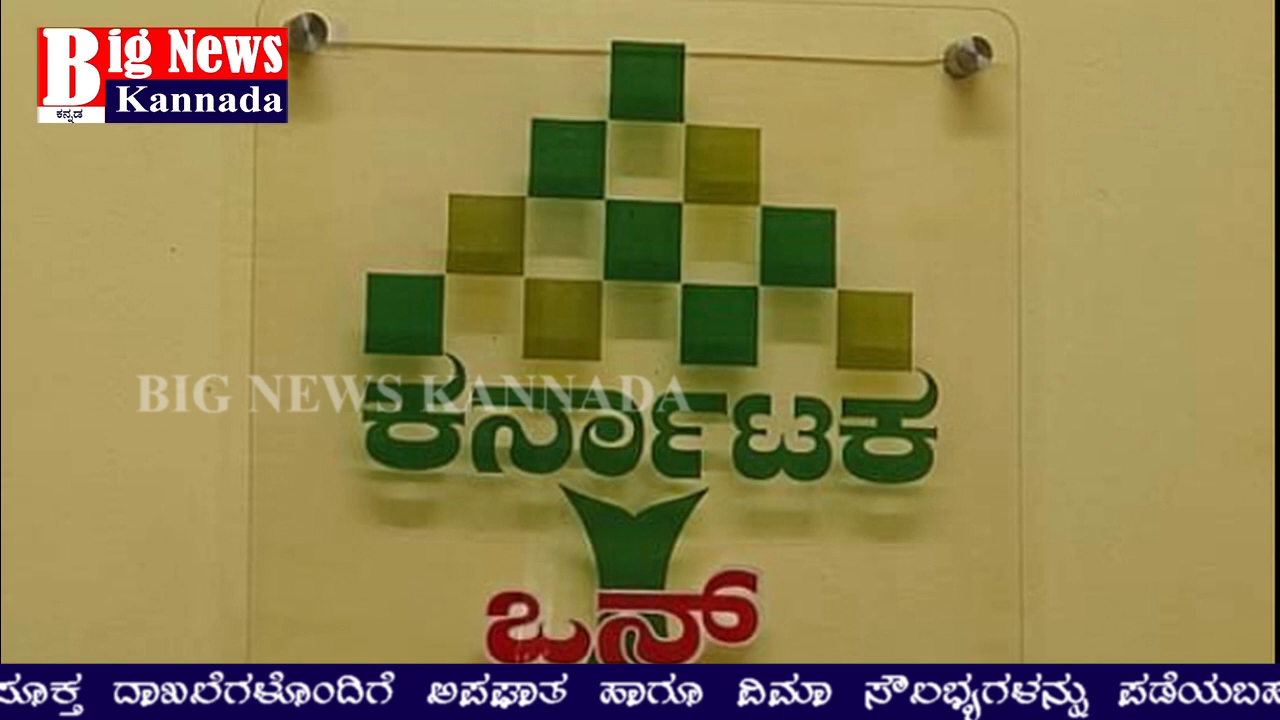 Big News
Kannada
ಕನ್ನಡ
BIG NEWS KANNADA
ಕರ್ನಾಟಕ
ಒನ್
ದಾಖಲೆಗಳೊಂದಿಗೆ ಅಪಘಾತ ಹಾಗೂ ವಿಮಾ ಸೌಲಭ್ಯಗಳನ್ನು